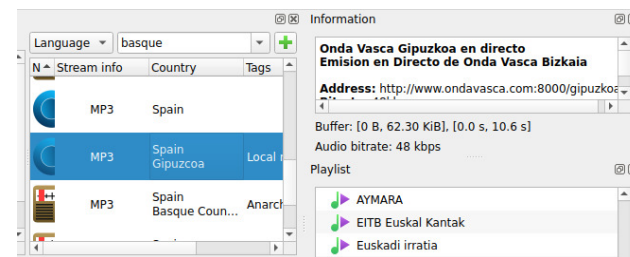 Language basque
N Stream info Country Tags
MP3 Spain
MP3 Spain Gipuzcoa Local
MP3 Spain Basque Coun... Anarch
Information
Onda Vasca Gipuzkoa en directo
Emision en Directo de Onda Vasca Bizkaia
Address: http://www.ondavasca.com:8000/gipuzkoa
Buffer: [0 B, 62.30 KiB], [0.0 s, 10.6 s]
Audio bitrate: 48 kbps
Playlist
AYMARA
EITB Euskal Kantak
Euskadi irratia